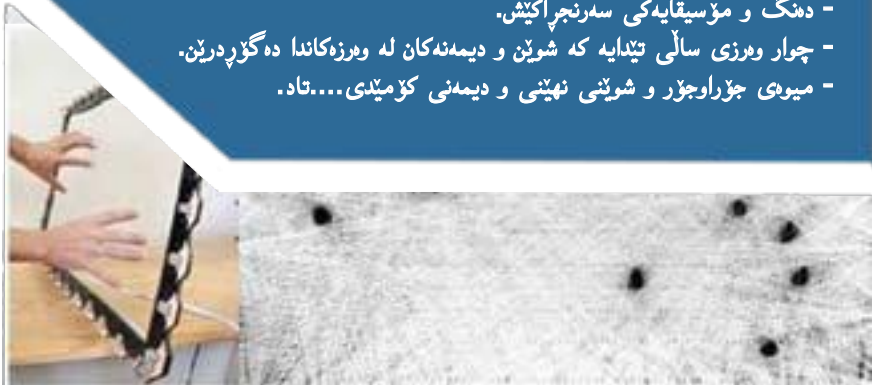 - دەنگ و مۆسیقایەکی سەرنجڕاکێش.
- چوار وەرزی ساڵی تێدایە کە شوێن و دیمەنەکان لە وەرزەکاندا دەگۆڕدرێن.
- میوەی جۆراوجۆر و شوێنی نهێنی و دیمەنی کۆمێدی....تاد.